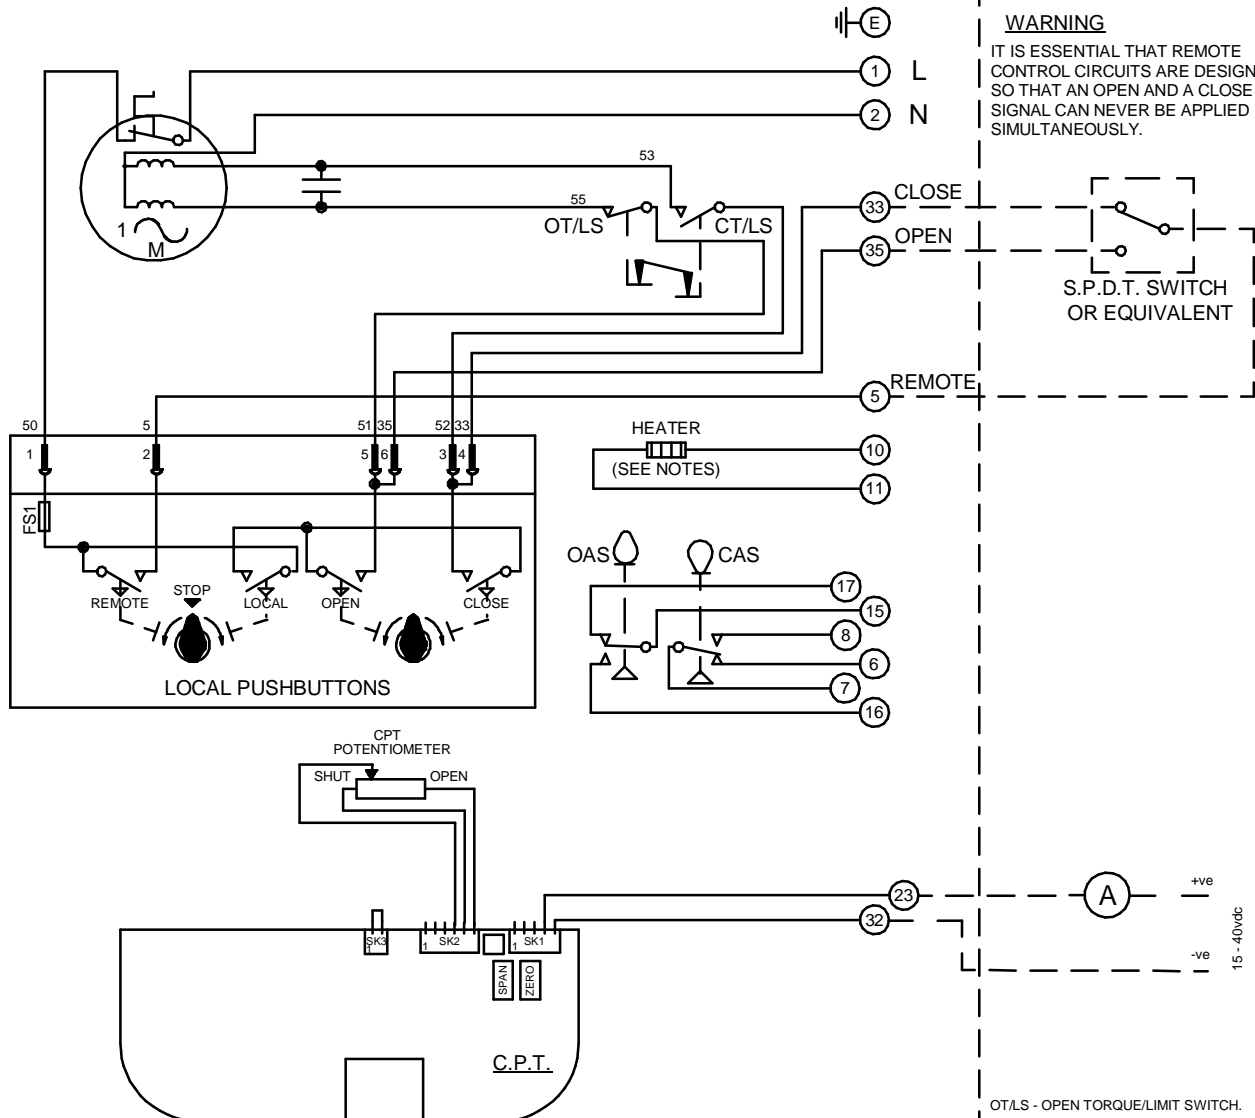 E
WARNING
IT IS ESSENTIAL THAT REMOTE
CONTROL CIRCUITS ARE DESIGN
SO THAT AN OPEN AND A CLOSE
SIGNAL CAN NEVER BE APPLIED
SIMULTANEOUSLY.
1 L
2 N
53
55
OT/LS
CT/LS
1
M
33 CLOSE
35 OPEN
S.P.D.T. SWITCH
OR EQUIVALENT
5 REMOTE
50 5 51 35 52 33
1 2 5 6 3 4
HEATER
(SEE NOTES)
10
11
FS1
REMOTE
STOP
LOCAL
OPEN
CLOSE
LOCAL PUSHBUTTONS
OAS
CAS
17
15
8
6
7
16
CPT
POTENTIOMETER
SHUT
OPEN
23
32
A
+ve
-ve
15 - 40vdc
SK3
1
SK2
1
SK1
1
SPAN
ZERO
C.P.T.
OT/LS - OPEN TORQUE/LIMIT SWITCH.